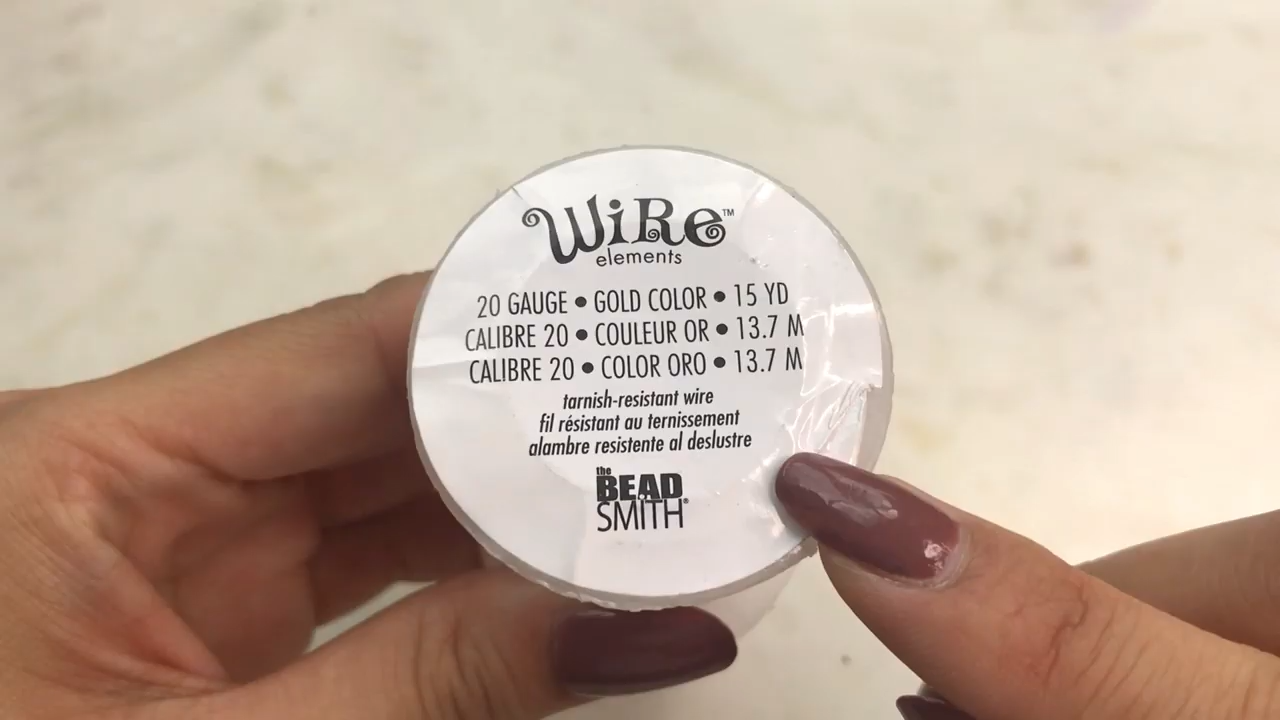 WiRe™
elements
20 GAUGE • GOLD COLOR • 15 YD
CALIBRE 20 • COULEUR OR • 13.7 M
CALIBRE 20 • COLOR ORO • 13.7 M
tarnish-resistant wire
fil résistant au ternissement
alambre resistente al deslustre
the
BEAD
SMITH®